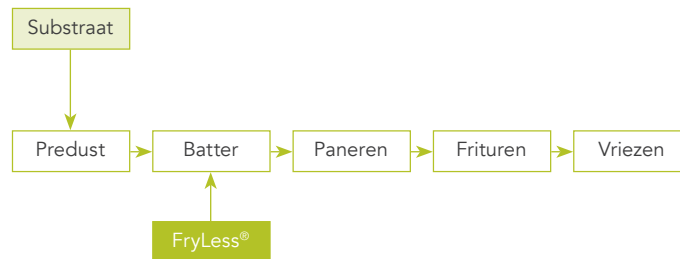 Substraat
Predust
Batter
Paneren
Frituren
Vriezen
FryLess®